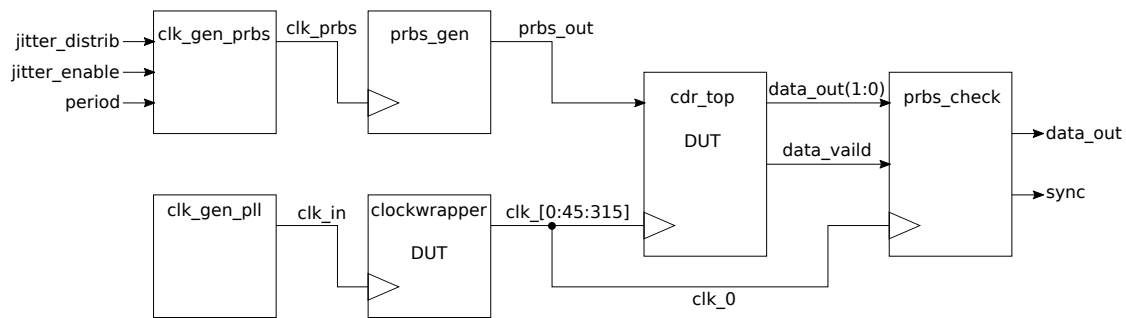 clk_gen_prbs
clk_prbs
prbs_gen
prbs_out
jitter_distrib
jitter_enable
period
cdr_top
DUT
data_out(1:0)
data_vaild
prbs_check
data_out
sync
clk_gen_pll
clk_in
clockwrapper
DUT
clk_[0:45:315]
clk_0